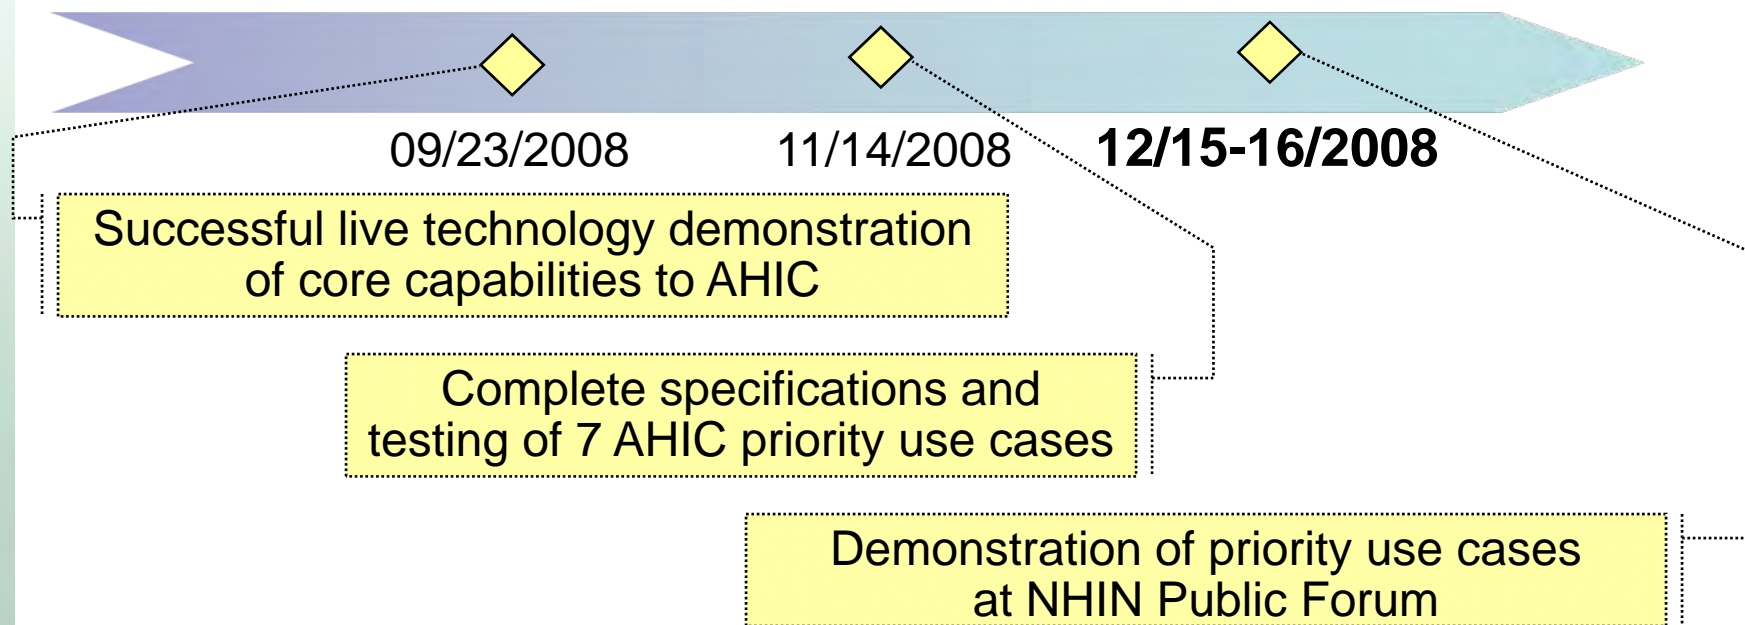 09/23/2008
11/14/2008
12/15-16/2008
Successful live technology demonstration
of core capabilities to AHIC
Complete specifications and
testing of 7 AHIC priority use cases
Demonstration of priority use cases
at NHIN Public Forum